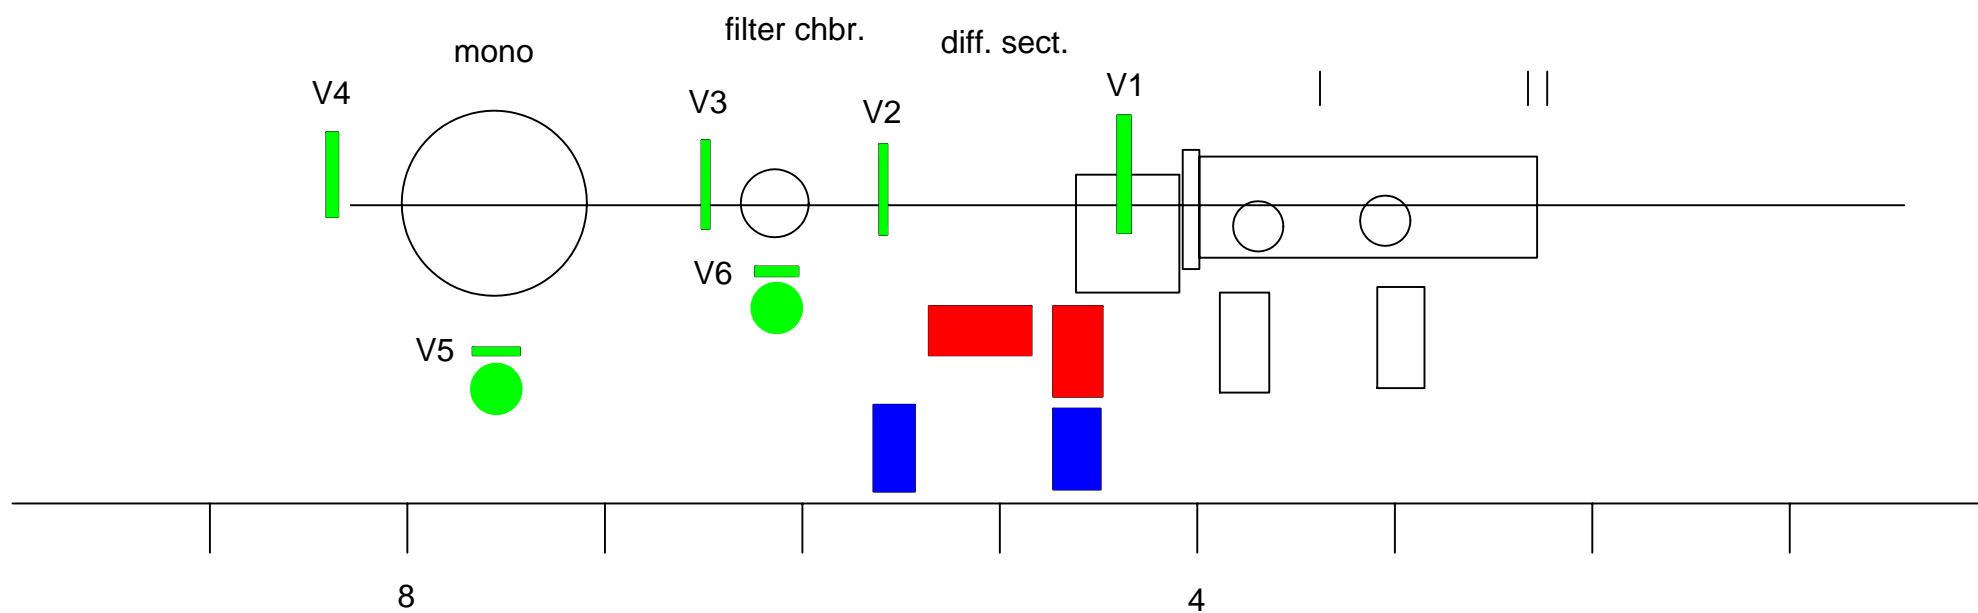 filter chbr.
diff. sect.
mono
V1
V4
V3
V2
V6
V5
8
4